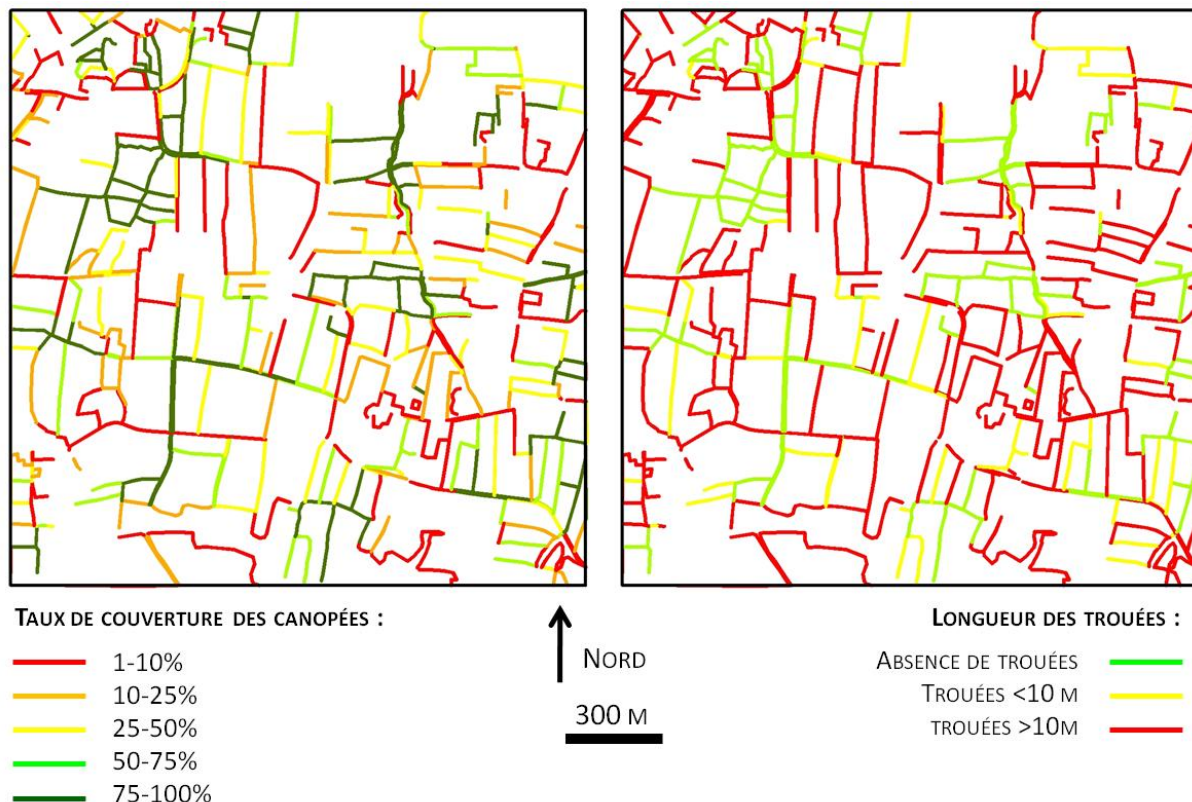 TAUX DE COUVERTURE DES CANOPÉES :
1-10%
10-25%
25-50%
50-75%
75-100%
NORD
300 M
LONGUEUR DES TROUÉES :
ABSENCE DE TROUÉES
TROUÉES <10 M
TROUÉES >10M